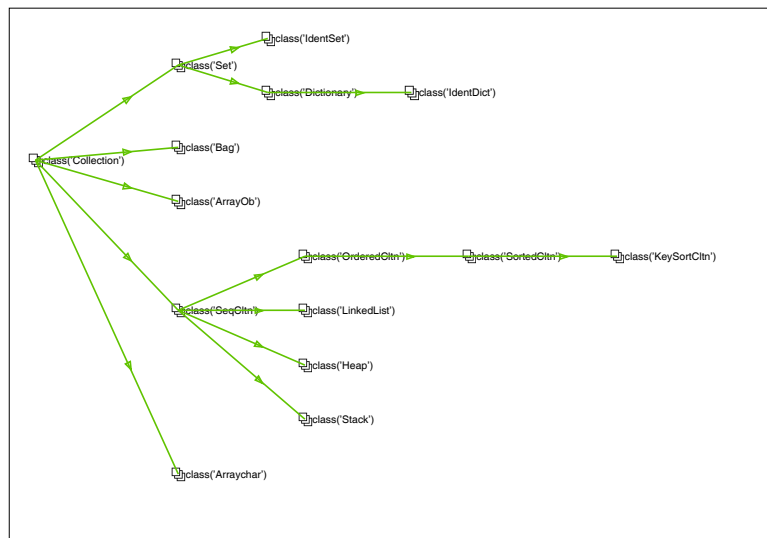 class('IdentSet')
class('Set')
class('Dictionary')
class('IdentDict')
class('Bag')
class('Collection')
class('ArrayOb')
class('OrderedCltn')
class('SortedCltn')
class('KeySortCltn')
class('SeqCltn')
class('LinkedList')
class('Heap')
class('Stack')
class('Arraychar')